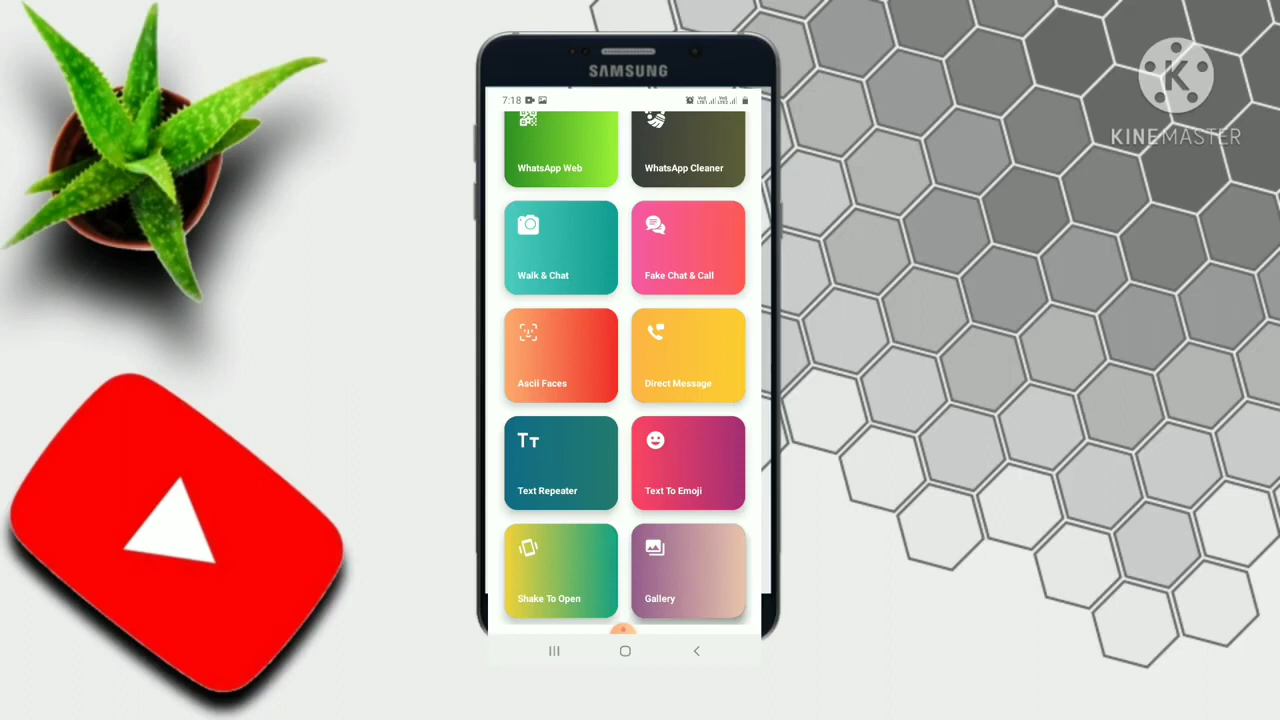 SAMSUNG
7:18
KINEMASTER
WhatsApp Web
WhatsApp Cleaner
Walk & Chat
Fake Chat & Call
Ascii Faces
Direct Message
Text Repeater
Text To Emoji
Shake To Open
Gallery